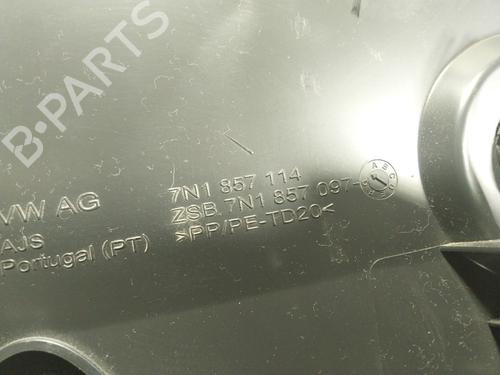 B-PARTS
VW AG
AJS
Portugal (PT)
7N1 857 114
ZSB 7N1 857 097-
>PP/PE-TD20<